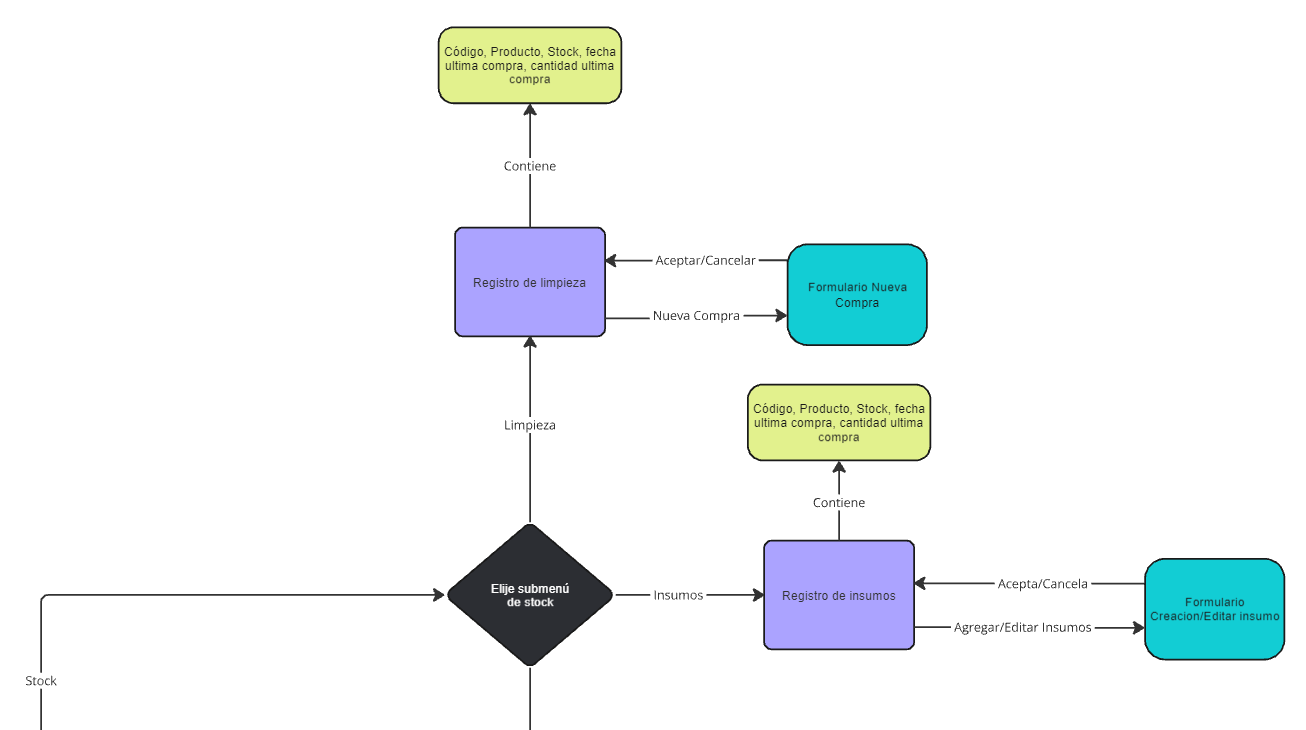 Código, Producto, Stock, fecha
ultima compra, cantidad ultima
compra
Contiene
Registro de limpieza
Aceptar/Cancelar
Nueva Compra
Formulario Nueva
Compra
Limpieza
Código, Producto, Stock, fecha
ultima compra, cantidad ultima
compra
Contiene
Elije submenú
de stock
Insumos
Registro de insumos
Acepta/Cancela
Agregar/Editar Insumos
Formulario
Creacion/Editar insumo
Stock